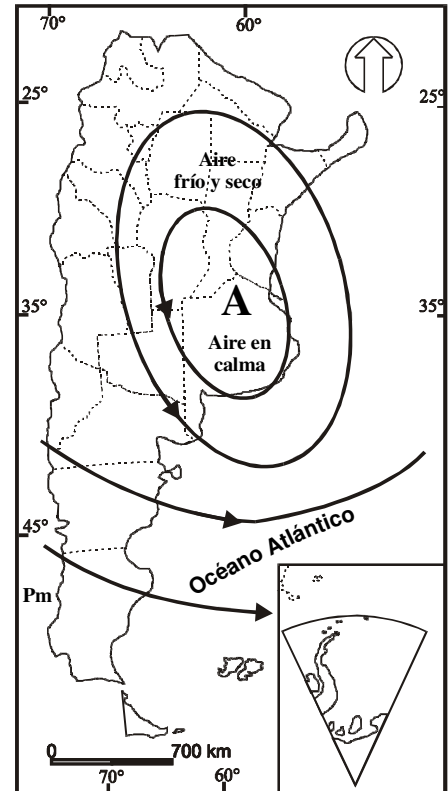 70° 60°
25° 25°
Aire
frío y seco
A
35° 35°
Aire en
calma
45°
Océano Atlántico
Pm
0 700 km
70° 60°